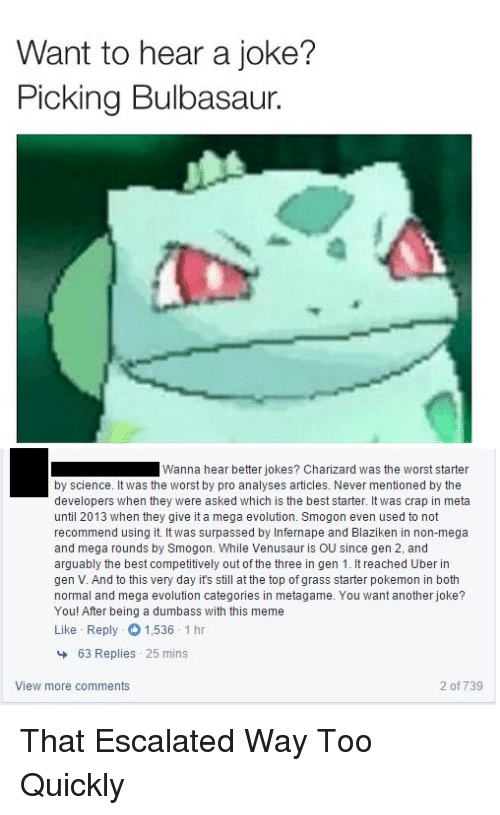 Want to hear a joke?
Picking Bulbasaur.
Wanna hear better jokes? Charizard was the worst starter
by science. It was the worst by pro analyses articles. Never mentioned by the
developers when they were asked which is the best starter. It was crap in meta
until 2013 when they give it a mega evolution. Smogon even used to not
recommend using it. It was surpassed by Infernape and Blaziken in non-mega
and mega rounds by Smogon. While Venusaur is OU since gen 2, and
arguably the best competitively out of the three in gen 1. It reached Uber in
gen V. And to this very day it's still at the top of grass starter pokemon in both
normal and mega evolution categories in metagame. You want another joke?
You! After being a dumbass with this meme
Like · Reply · 1,536 · 1 hr
63 Replies · 25 mins
View more comments
2 of 739
That Escalated Way Too
Quickly